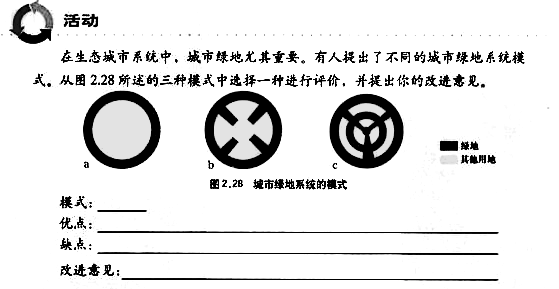 活动
在生态城市系统中，城市绿地尤其重要。有人提出了不同的城市绿地系统模
式。从图2.28所述的三种模式中选择一种进行评价，并提出你的改进意见。
a
b
c
绿地
其他用地
图2.28 城市绿地系统的模式
模式：
优点：
缺点：
改进意见：